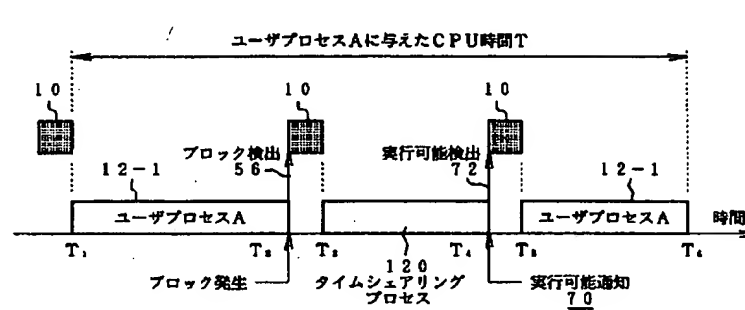 ユーザプロセスAに与えたCPU時間T
10
10
10
ブロック検出
56
実行可能検出
72
12-1
12-1
ユーザプロセスA
ユーザプロセスA
時間
T₁
T₂
T₃
T₄
T₅
T₆
ブロック発生
120
タイムシェアリング
プロセス
実行可能通知
70